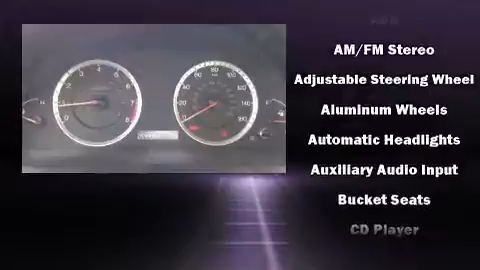 AM/FM Stereo
Adjustable Steering Wheel
Aluminum Wheels
Automatic Headlights
Auxiliary Audio Input
Bucket Seats
CD Player